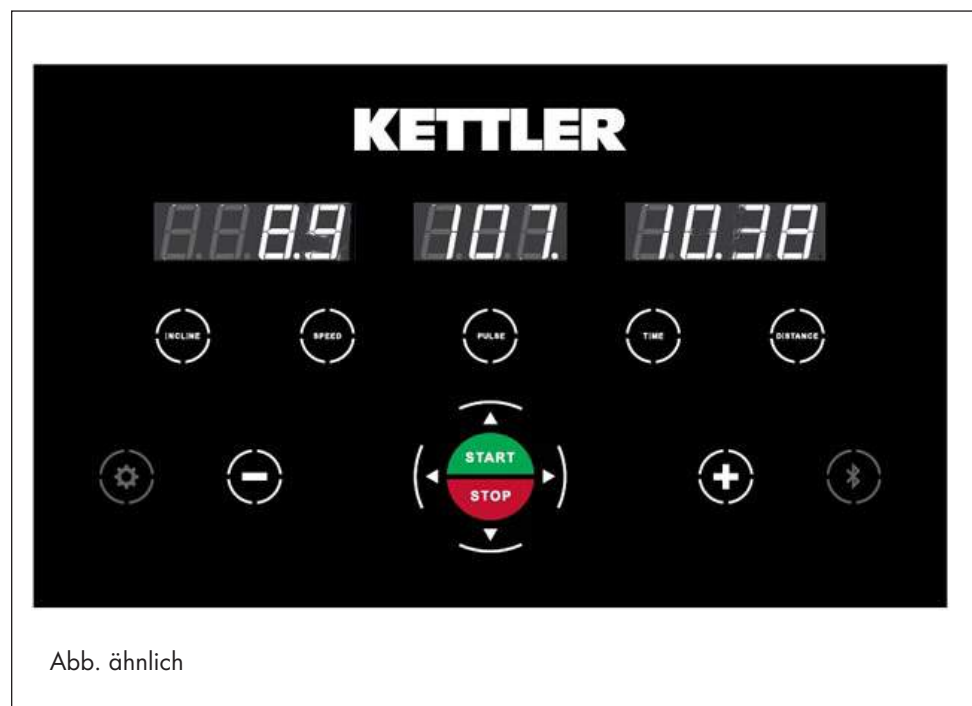 KETTLER
8.9 107. 10.38
INCLINE SPEED PULSE TIME DISTANCE
START
STOP
Abb. ähnlich